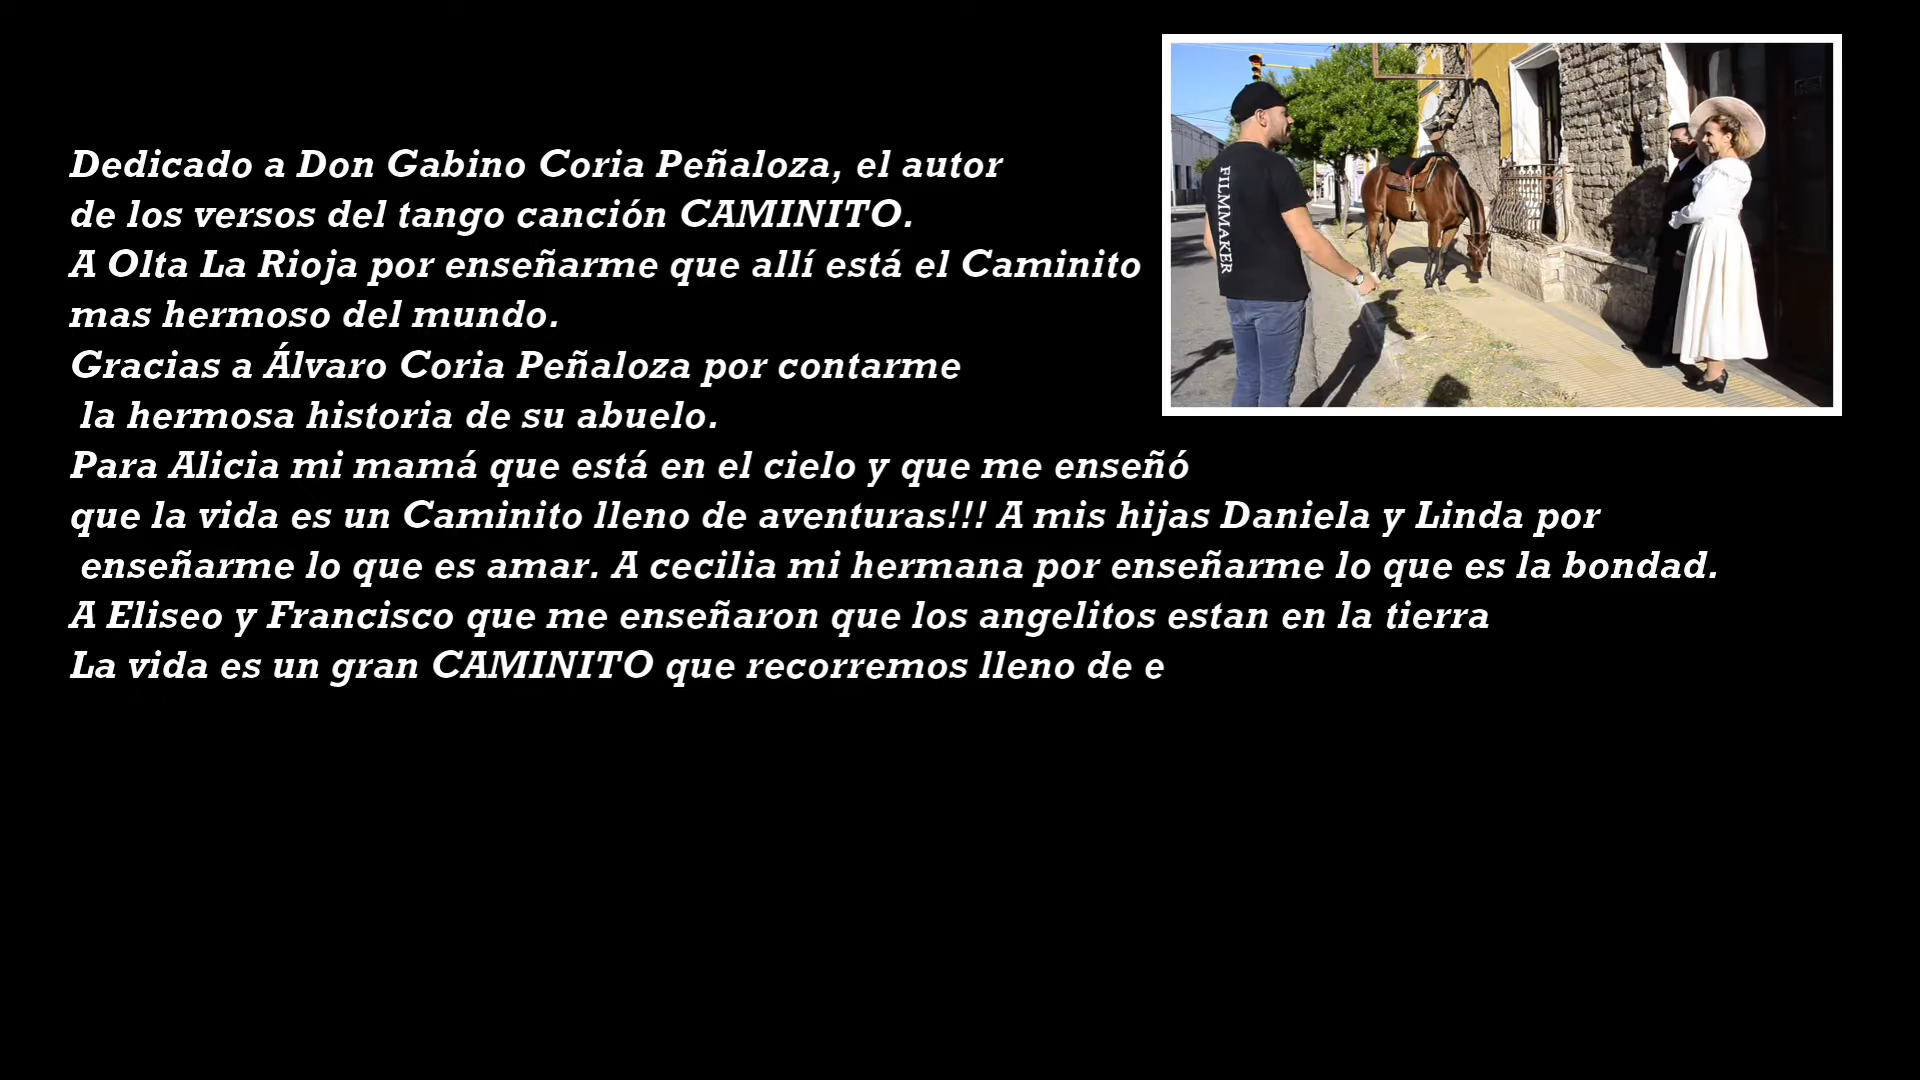 Dedicado a Don Gabino Coria Peñaloza, el autor
de los versos del tango canción CAMINITO.
A Olta La Rioja por enseñarme que allí está el Caminito
mas hermoso del mundo.
Gracias a Álvaro Coria Peñaloza por contarme
la hermosa historia de su abuelo.
Para Alicia mi mamá que está en el cielo y que me enseñó
que la vida es un Caminito lleno de aventuras!!! A mis hijas Daniela y Linda por
enseñarme lo que es amar. A cecilia mi hermana por enseñarme lo que es la bondad.
A Eliseo y Francisco que me enseñaron que los angelitos estan en la tierra
La vida es un gran CAMINITO que recorremos lleno de e
FILMMAKER